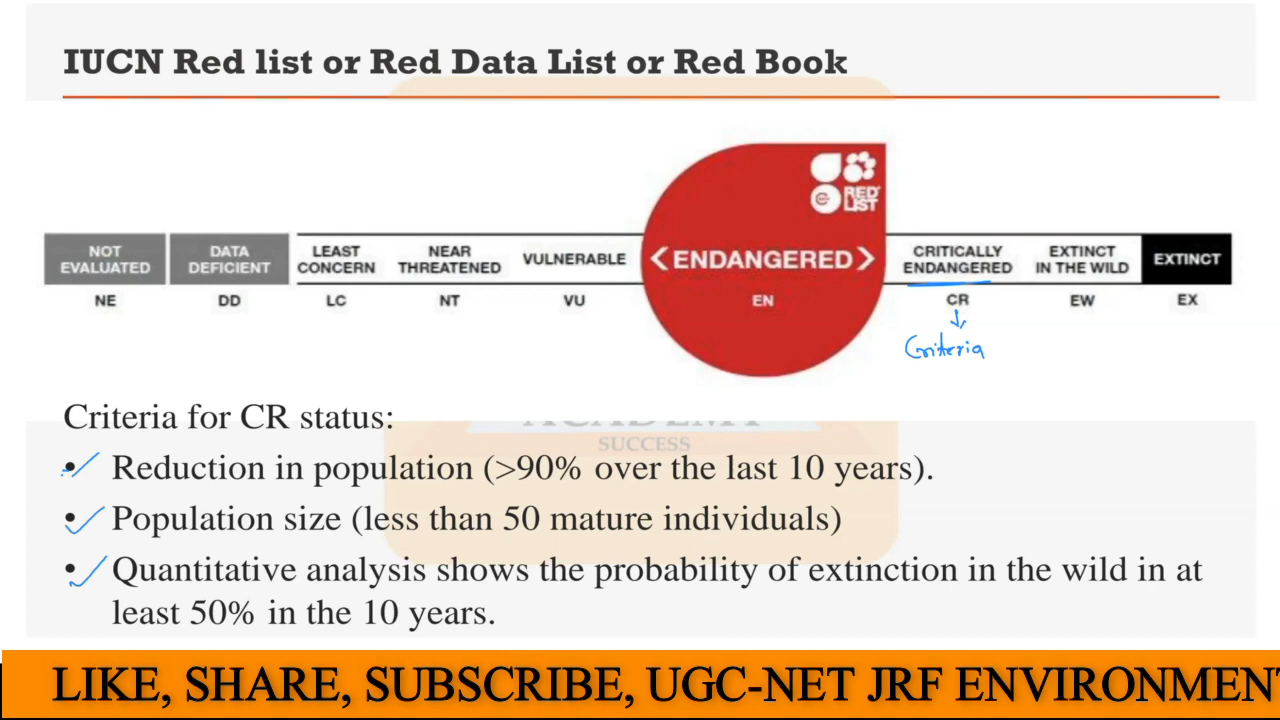 IUCN Red list or Red Data List or Red Book
RED
LIST
NOT
EVALUATED
DATA
DEFICIENT
LEAST
CONCERN
NEAR
THREATENED
VULNERABLE
<ENDANGERED>
CRITICALLY
ENDANGERED
EXTINCT
IN THE WILD
EXTINCT
NE
DD
LC
NT
VU
EN
CR
EW
EX
Criteria
Criteria for CR status:
ACADEMY
SUCCESS
• Reduction in population (>90% over the last 10 years).
• Population size (less than 50 mature individuals)
• Quantitative analysis shows the probability of extinction in the wild in at
least 50% in the 10 years.
LIKE, SHARE, SUBSCRIBE, UGC-NET JRF ENVIRONMENT